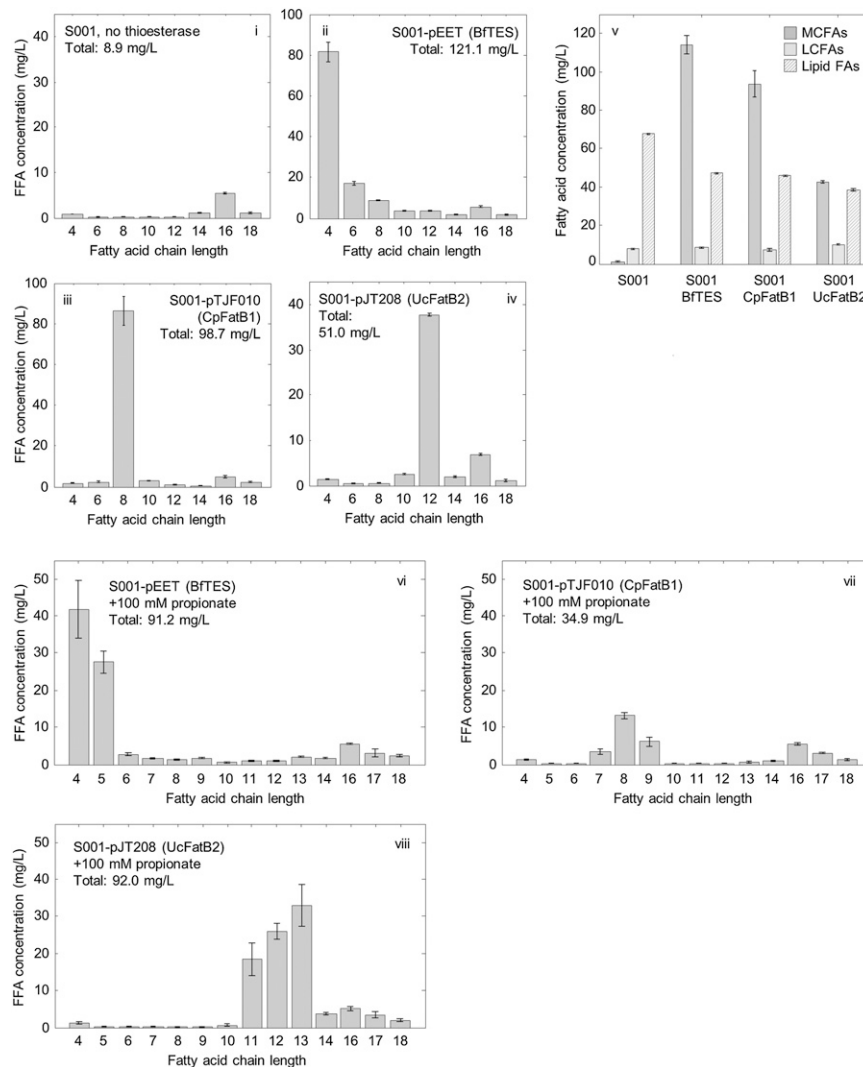 S001, no thioesterase
Total: 8.9 mg/L
i
40
30
20
10
0
FFA concentration (mg/L)
4 6 8 10 12 14 16 18
Fatty acid chain length
ii
S001-pEET (BfTES)
Total: 121.1 mg/L
100
80
60
40
20
0
4 6 8 10 12 14 16 18
Fatty acid chain length
v
MCFAs
LCFAs
Lipid FAs
120
100
80
60
40
20
0
Fatty acid concentration (mg/L)
S001 S001 S001 S001
BfTES CpFatB1 UcFatB2
iii
S001-pTJF010
(CpFatB1)
Total: 98.7 mg/L
100
80
60
40
20
0
FFA concentration (mg/L)
4 6 8 10 12 14 16 18
Fatty acid chain length
S001-pJT208 (UcFatB2)
iv
Total:
51.0 mg/L
40
30
20
10
0
4 6 8 10 12 14 16 18
Fatty acid chain length
S001-pEET (BfTES)
+100 mM propionate
Total: 91.2 mg/L
vi
50
40
30
20
10
0
FFA concentration (mg/L)
4 5 6 7 8 9 10 11 12 13 14 16 17 18
Fatty acid chain length
S001-pTJF010 (CpFatB1)
+100 mM propionate
Total: 34.9 mg/L
vii
50
40
30
20
10
0
FFA concentration (mg/L)
4 5 6 7 8 9 10 11 12 13 14 16 17 18
Fatty acid chain length
S001-pJT208 (UcFatB2)
+100 mM propionate
Total: 92.0 mg/L
viii
50
40
30
20
10
0
FFA concentration (mg/L)
4 5 6 7 8 9 10 11 12 13 14 16 17 18
Fatty acid chain length